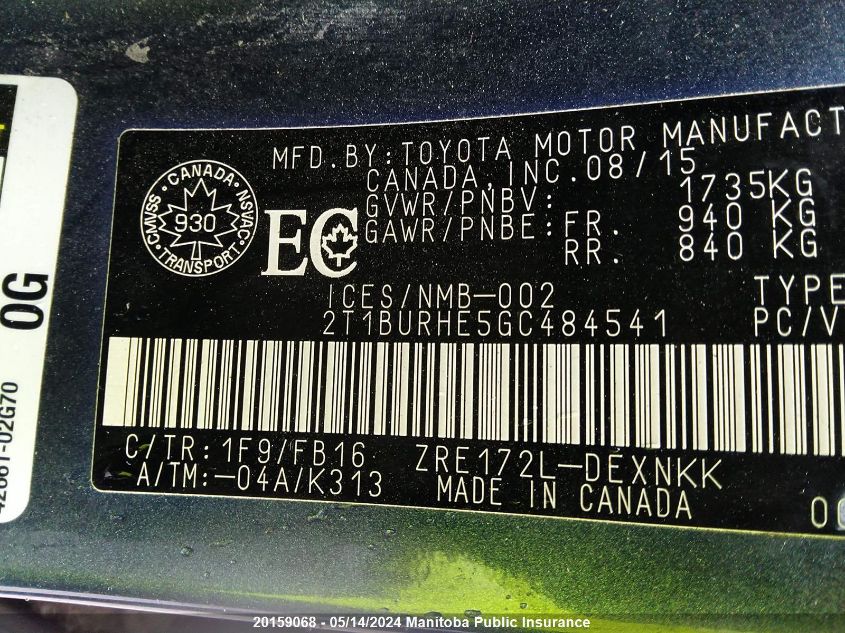 MFD.BY:TOYOTA MOTOR MANUFACT
CANADA,INC.08/15
GVWR/PNBV: 1735KG
GAWR/PNBE:FR. 940 KG
RR. 840 KG
CANADA
CMVSS
NSVAC
930
TRANSPORT
EC
ICES/NMB-002 TYPE
2T1BURHE5GC484541 PC/V
C/TR:1F9/FB16 ZRE172L-DEXNKK
A/TM:-04A/K313 MADE IN CANADA
0G
42661-02G70
20159068 - 05/14/2024 Manitoba Public Insurance